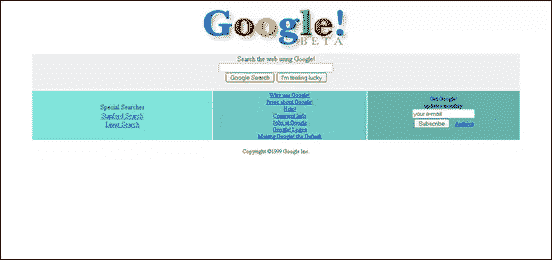 Google!
BETA
Search the web using Google!
Google Search
I'm feeling lucky
Special Searches
Stanford Search
Linux Search
Why use Google!
Press about Google!
Help!
Company Info
Jobs at Google
Google! Logos
Making Google! the Default
Get Google!
updates monthly
your e-mail
Subscribe
Archive
Copyright ©1999 Google Inc.